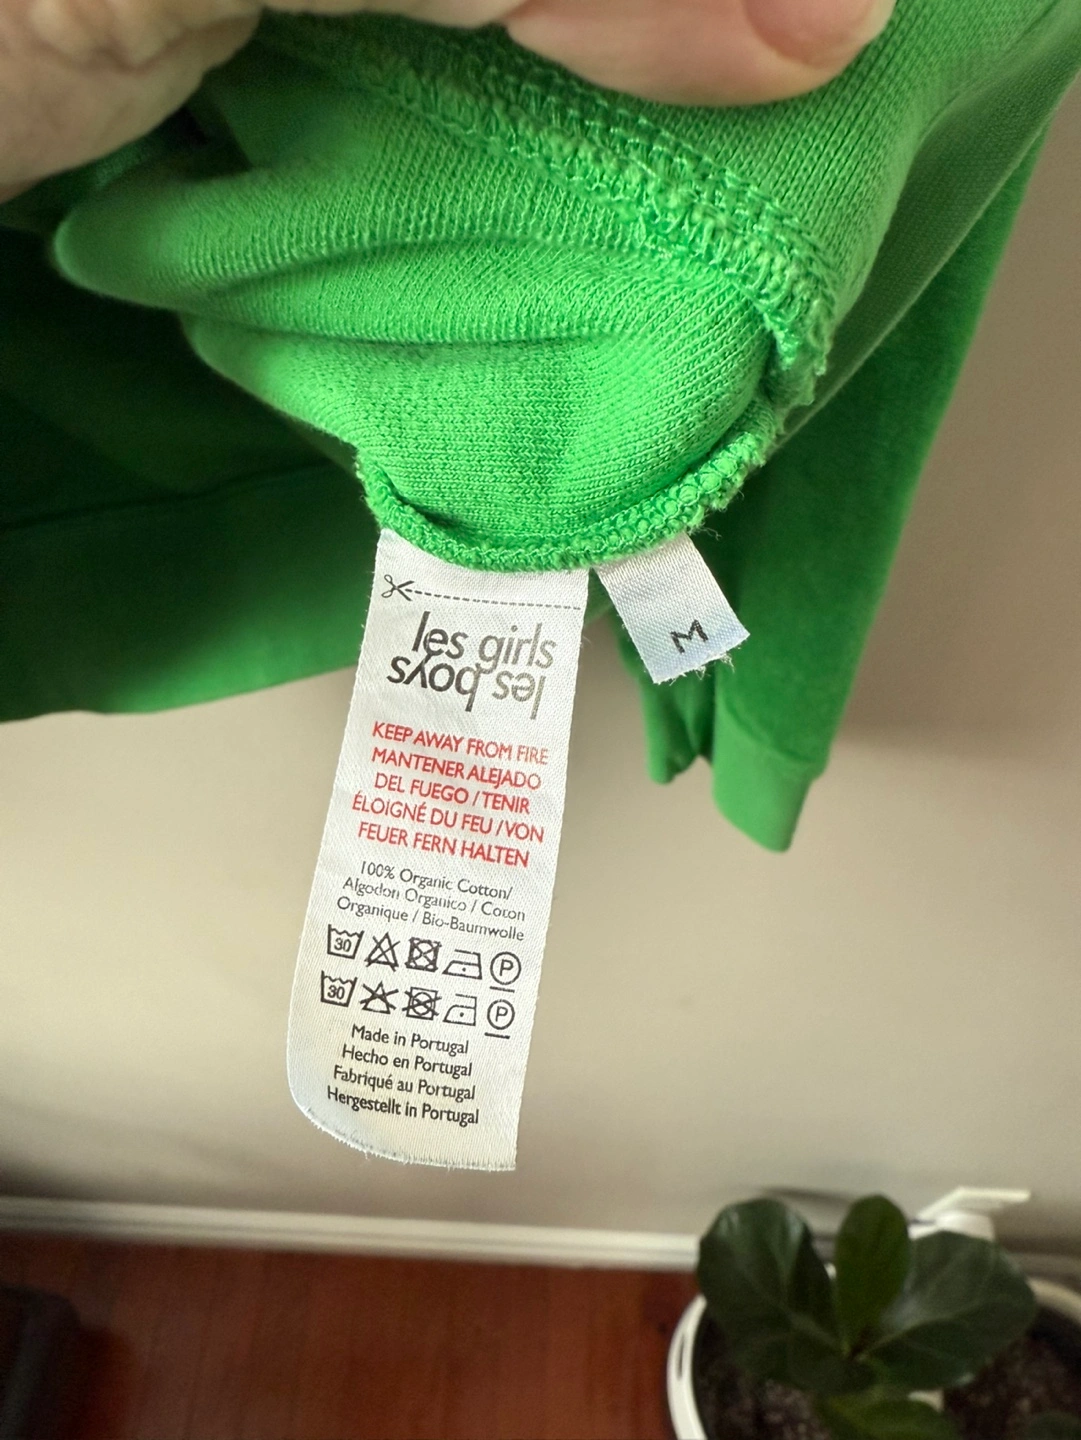 les girls
les boys
M
KEEP AWAY FROM FIRE
MANTENER ALEJADO
DEL FUEGO / TENIR
ÉLOIGNÉ DU FEU / VON
FEUER FERN HALTEN
100% Organic Cotton/
Algodon Organico / Coton
Organique / Bio-Baumwolle
30 P
30 P
Made in Portugal
Hecho en Portugal
Fabriqué au Portugal
Hergestellt in Portugal